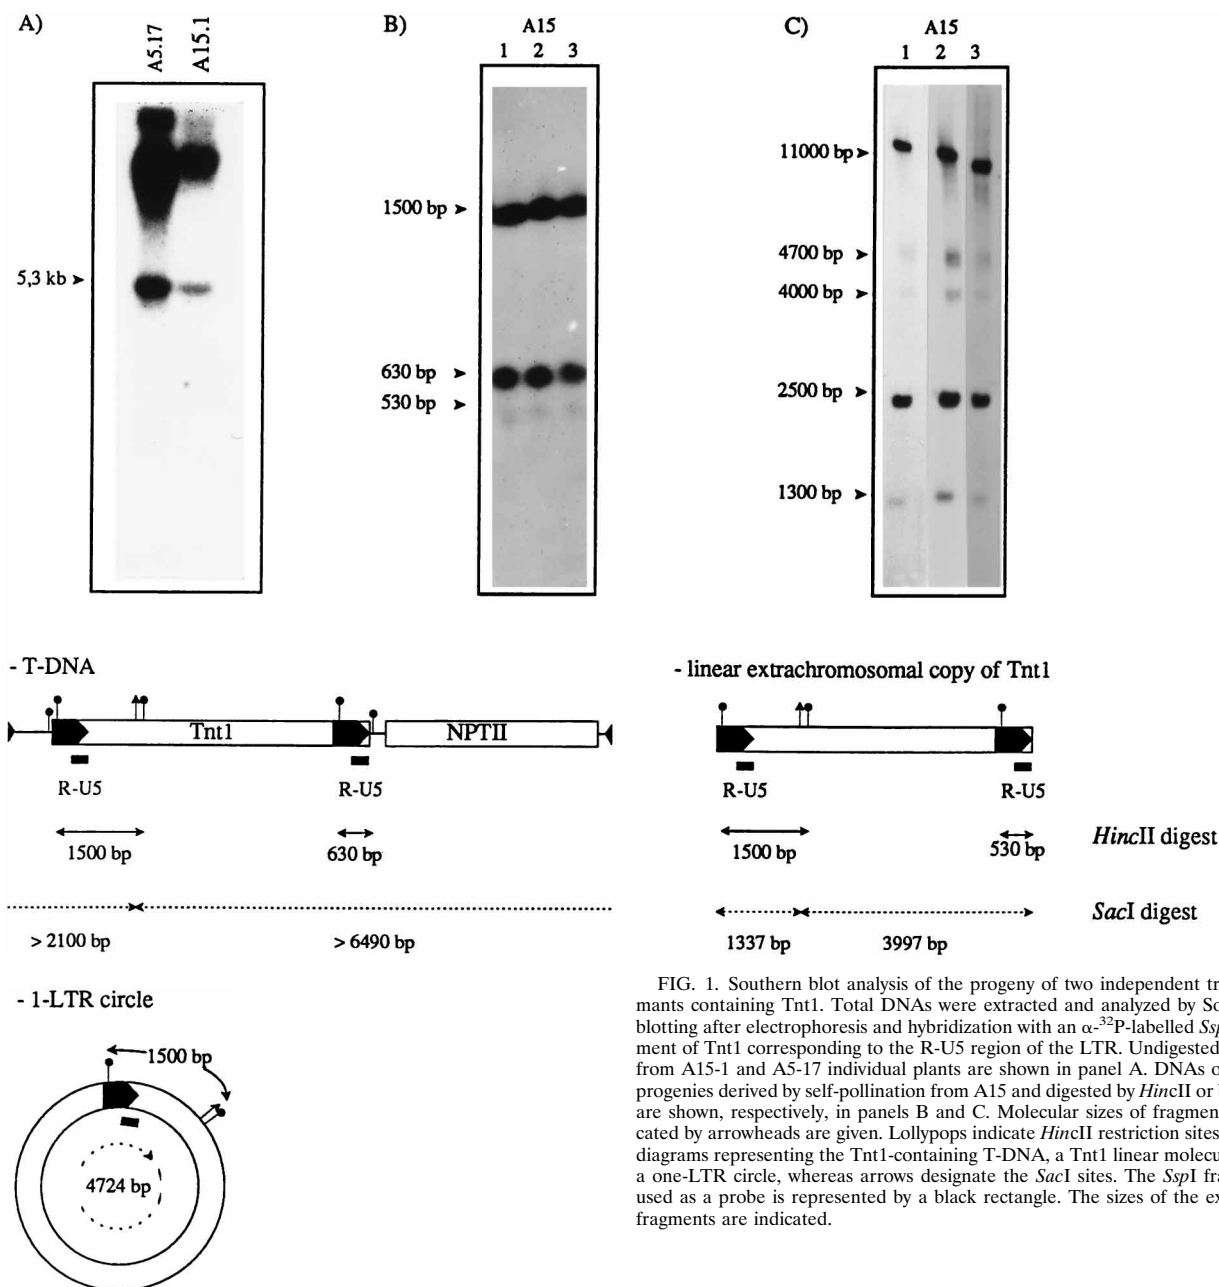 A)
A5.17
A15.1
5,3 kb
B)
A15
1 2 3
1500 bp
630 bp
530 bp
C)
A15
1 2 3
11000 bp
4700 bp
4000 bp
2500 bp
1300 bp
- T-DNA
Tnt1
NPTII
R-U5
R-U5
1500 bp
630 bp
> 2100 bp
> 6490 bp
- linear extrachromosomal copy of Tnt1
R-U5
R-U5
1500 bp
530 bp
HincII digest
1337 bp
3997 bp
SacI digest
- 1-LTR circle
1500 bp
4724 bp
FIG. 1. Southern blot analysis of the progeny of two independent tr
mants containing Tnt1. Total DNAs were extracted and analyzed by So
blotting after electrophoresis and hybridization with an α-³²P-labelled Ssp
ment of Tnt1 corresponding to the R-U5 region of the LTR. Undigested
from A15-1 and A5-17 individual plants are shown in panel A. DNAs o
progenies derived by self-pollination from A15 and digested by HincII or
are shown, respectively, in panels B and C. Molecular sizes of fragmen
cated by arrowheads are given. Lollypops indicate HincII restriction sites
diagrams representing the Tnt1-containing T-DNA, a Tnt1 linear molecu
a one-LTR circle, whereas arrows designate the SacI sites. The SspI fra
used as a probe is represented by a black rectangle. The sizes of the ex
fragments are indicated.